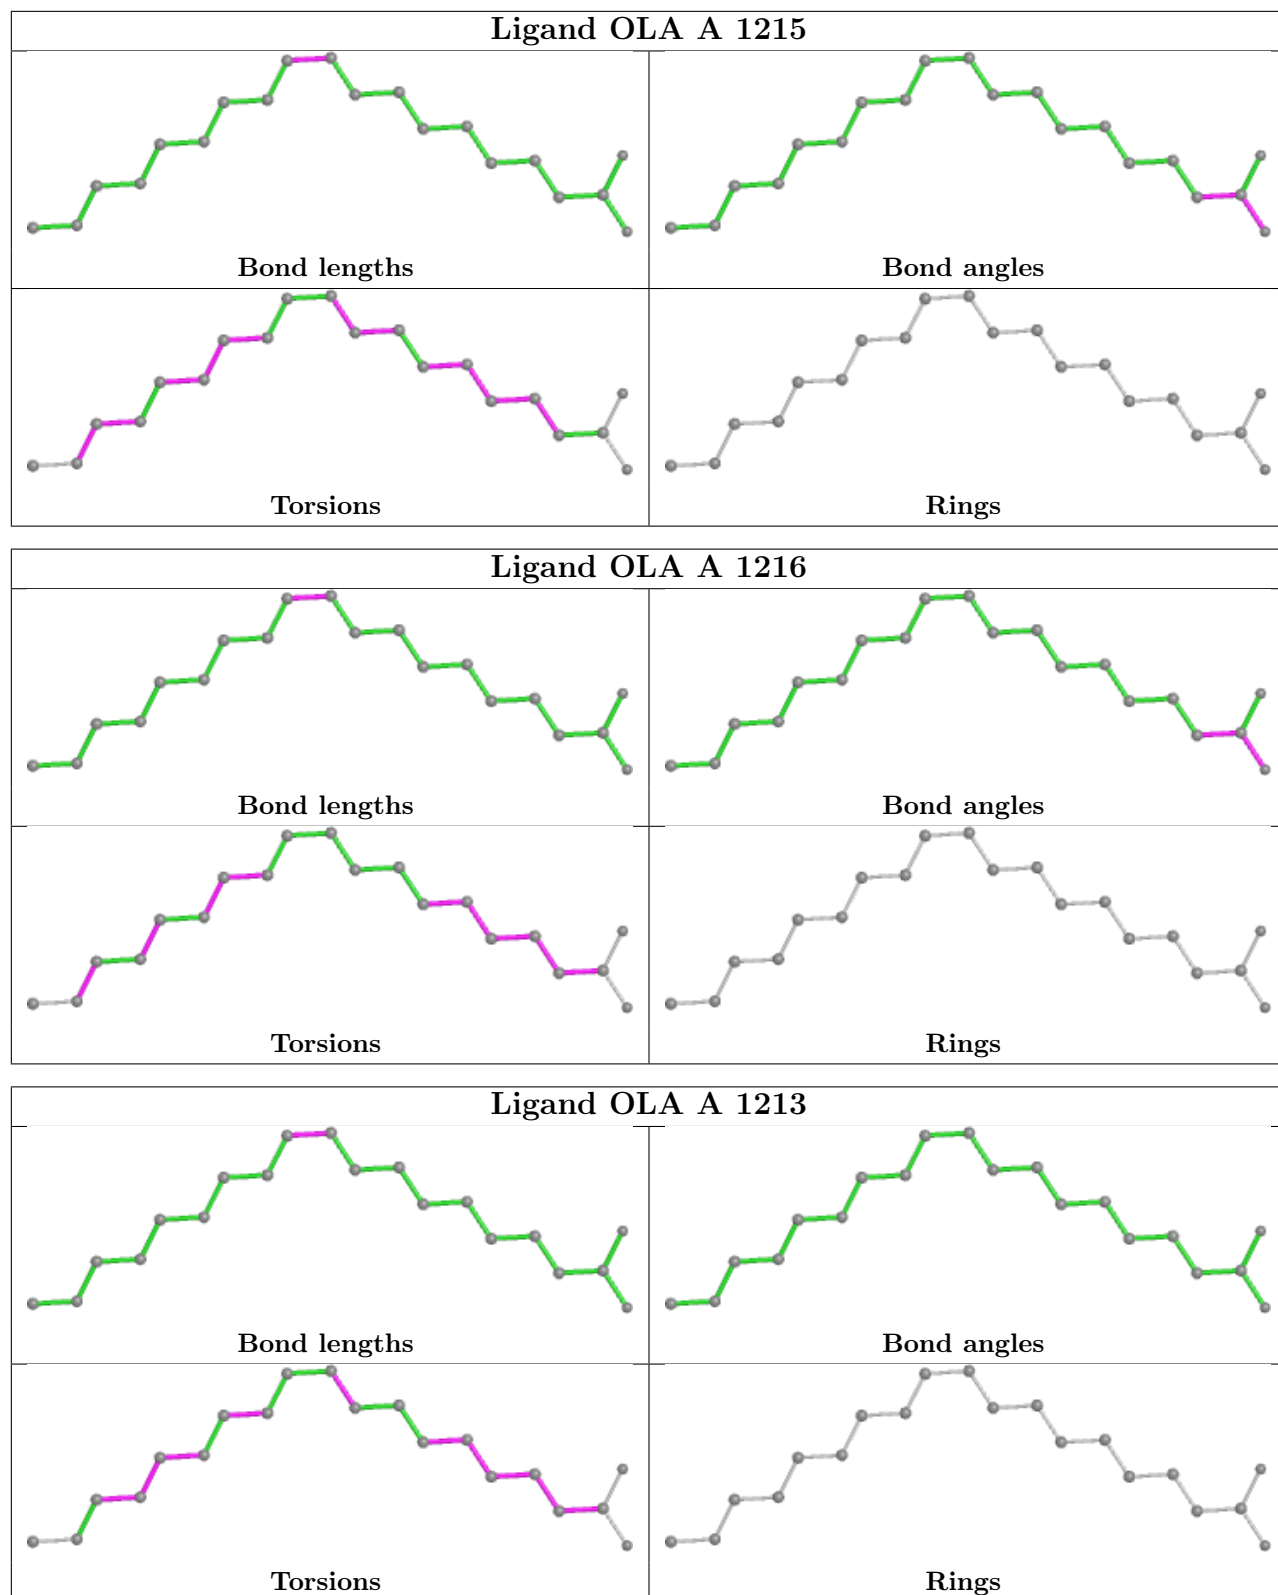 Ligand OLA A 1215
Bond lengths
Bond angles
Torsions
Rings
Ligand OLA A 1216
Bond lengths
Bond angles
Torsions
Rings
Ligand OLA A 1213
Bond lengths
Bond angles
Torsions
Rings